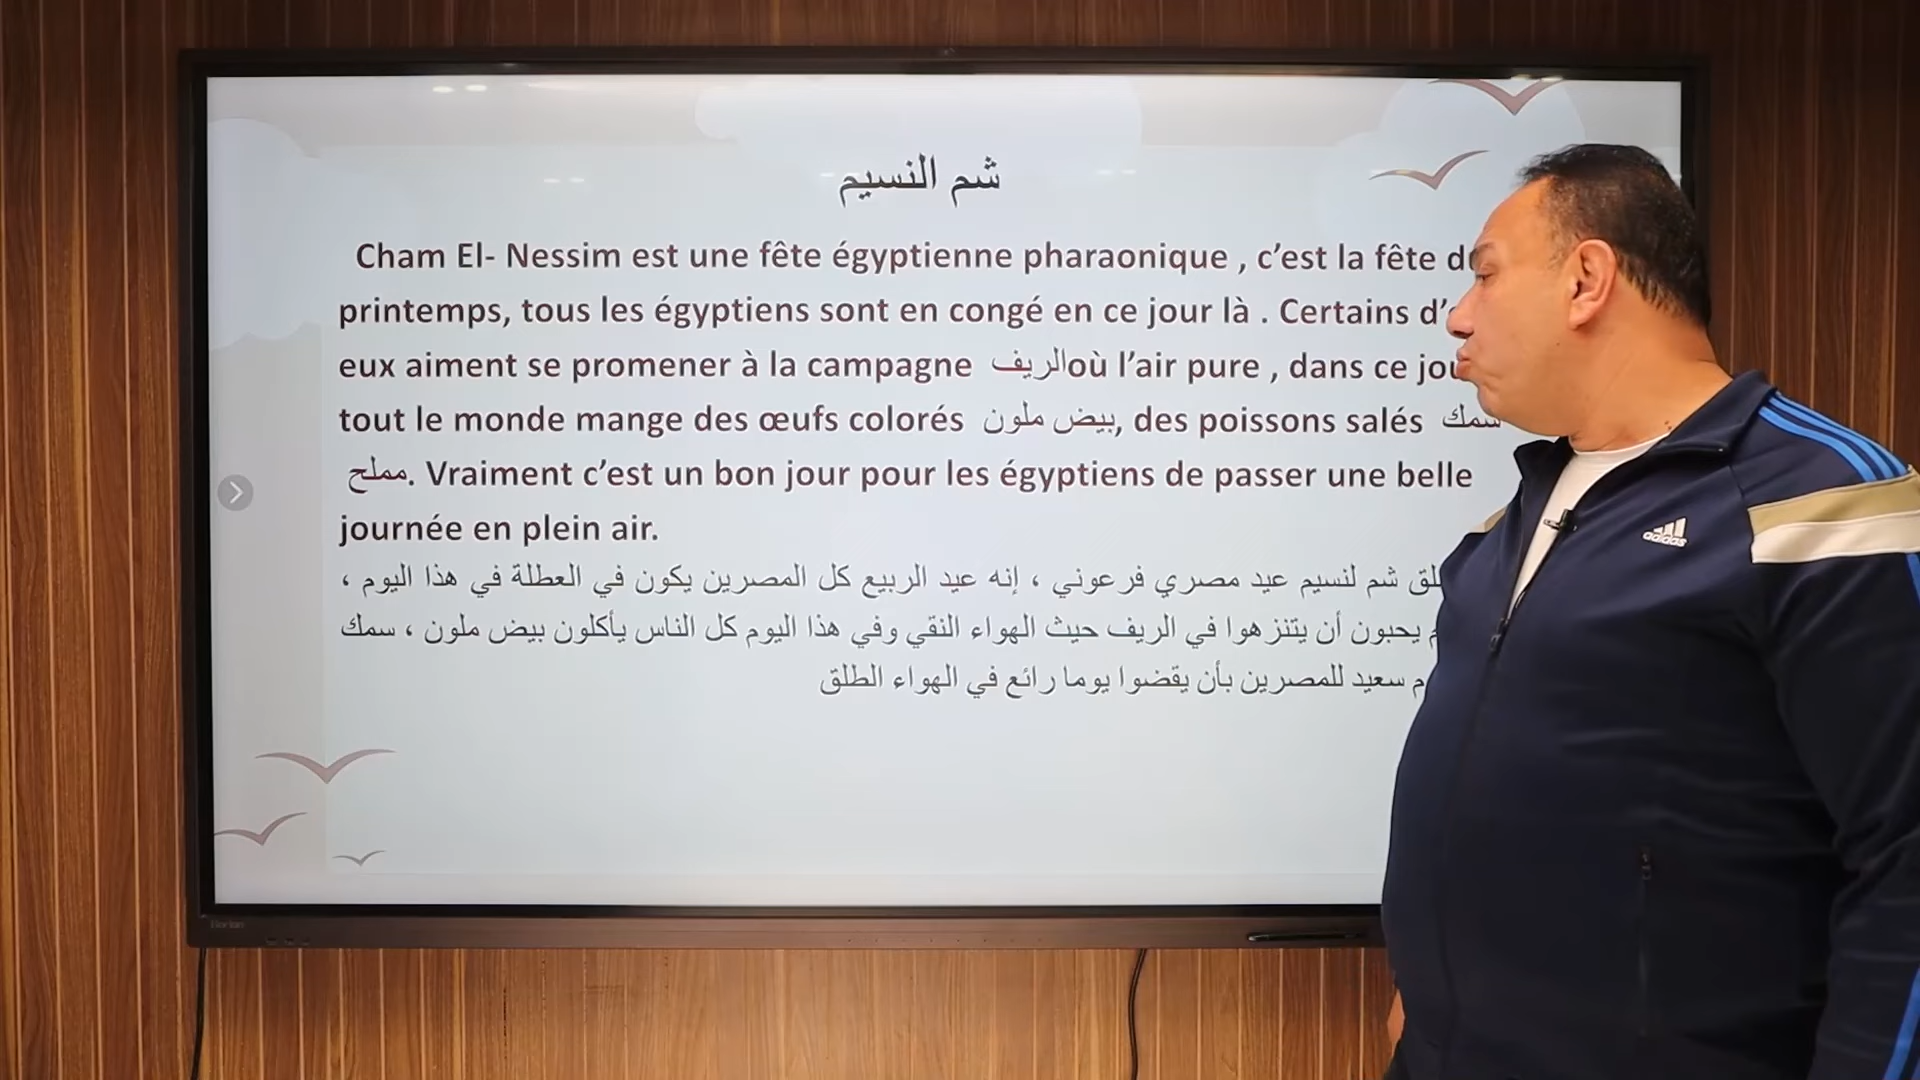 شم النسيم
Cham El- Nessim est une fête égyptienne pharaonique , c’est la fête
printemps, tous les égyptiens sont en congé en ce jour là . Certains
eux aiment se promener à la campagne الريف où l’air pure , dans ce
tout le monde mange des œufs colorés بيض ملون, des poissons salés سمك
مملح. Vraiment c’est un bon jour pour les égyptiens de passer une belle
journée en plein air.
شم لنسيم عيد مصري فرعوني ، إنه عيد الربيع كل المصرين يكون في العطلة في هذا اليوم ،
يحبون أن يتنزهوا في الريف حيث الهواء النقي وفي هذا اليوم كل الناس يأكلون بيض ملون ، سمك
سعيد للمصرين بأن يقضوا يوما رائع في الهواء الطلق
adidas